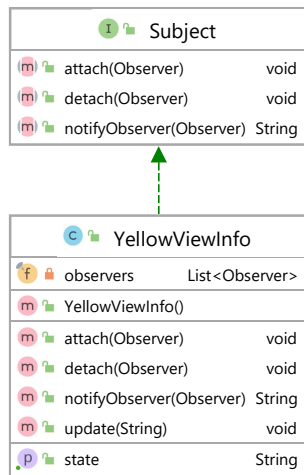 I Subject
m attach(Observer) void
m detach(Observer) void
m notifyObserver(Observer) String
C YellowViewInfo
f observers List<Observer>
m YellowViewInfo()
m attach(Observer) void
m detach(Observer) void
m notifyObserver(Observer) String
m update(String) void
p state String